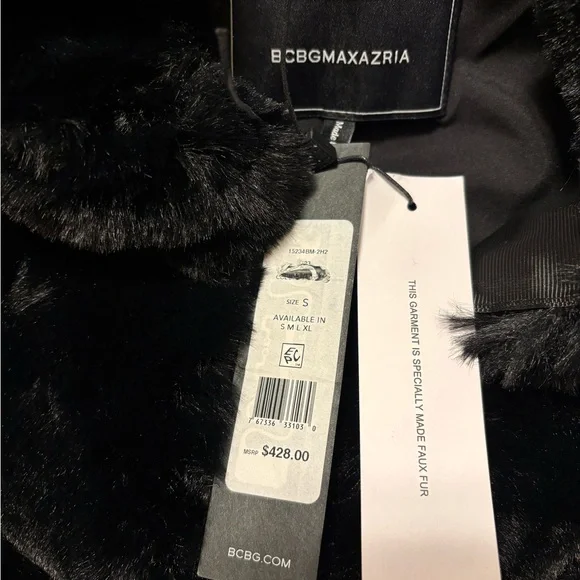 BCBGMAXAZRIA
Made
15234BM-2H2
SIZE S
AVAILABLE IN
S M L XL
7 67336 33103 0
MSRP $428.00
BCBG.COM
THIS GARMENT IS SPECIALLY MADE FAUX FUR